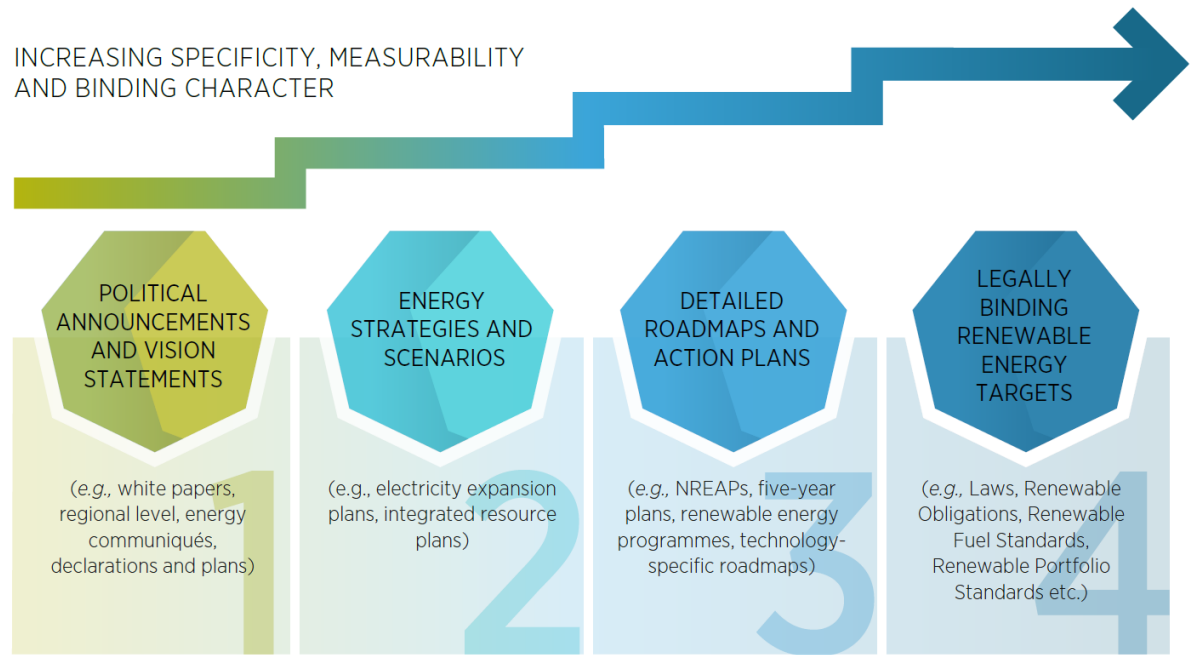 INCREASING SPECIFICITY, MEASURABILITY
AND BINDING CHARACTER
POLITICAL
ANNOUNCEMENTS
AND VISION
STATEMENTS
(e.g., white papers,
regional level, energy
communiqués,
declarations and plans)
1
ENERGY
STRATEGIES AND
SCENARIOS
(e.g., electricity expansion
plans, integrated resource
plans)
2
DETAILED
ROADMAPS AND
ACTION PLANS
(e.g., NREAPs, five-year
plans, renewable energy
programmes, technology-
specific roadmaps)
3
LEGALLY
BINDING
RENEWABLE
ENERGY
TARGETS
(e.g., Laws, Renewable
Obligations, Renewable
Fuel Standards,
Renewable Portfolio
Standards etc.)
4